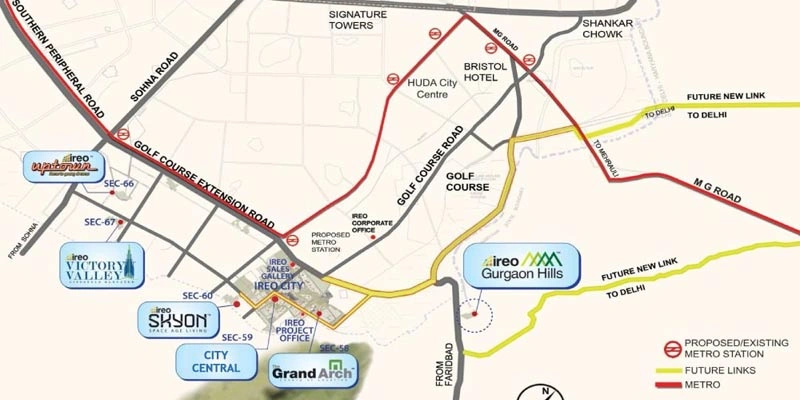 SIGNATURE
TOWERS
SHANKAR
CHOWK
MG ROAD
BRISTOL
HOTEL
HUDA City
Centre
SOUTHERN PERIPHERAL ROAD
SOHNA ROAD
FUTURE NEW LINK
TO DELHI
TO DELHI
TO MEHRAULI
M G ROAD
GOLF COURSE EXTENSION ROAD
GOLF COURSE ROAD
GOLF
COURSE
ireo
uptown
SEC-66
SEC-67
FROM SOHNA
IREO
CORPORATE
OFFICE
PROPOSED
METRO
STATION
ireo
VICTORY
VALLEY
IREO
SALES
GALLERY
IREO CITY
ireo
Gurgaon Hills
FUTURE NEW LINK
TO DELHI
SEC-60
ireo
SKYON
SPACE AGE LIVING
SEC-59
IREO
PROJECT
OFFICE
SEC-58
CITY
CENTRAL
The
Grand Arch
FROM
FARIDBAD
N
PROPOSED/EXISTING
METRO STATION
FUTURE LINKS
METRO